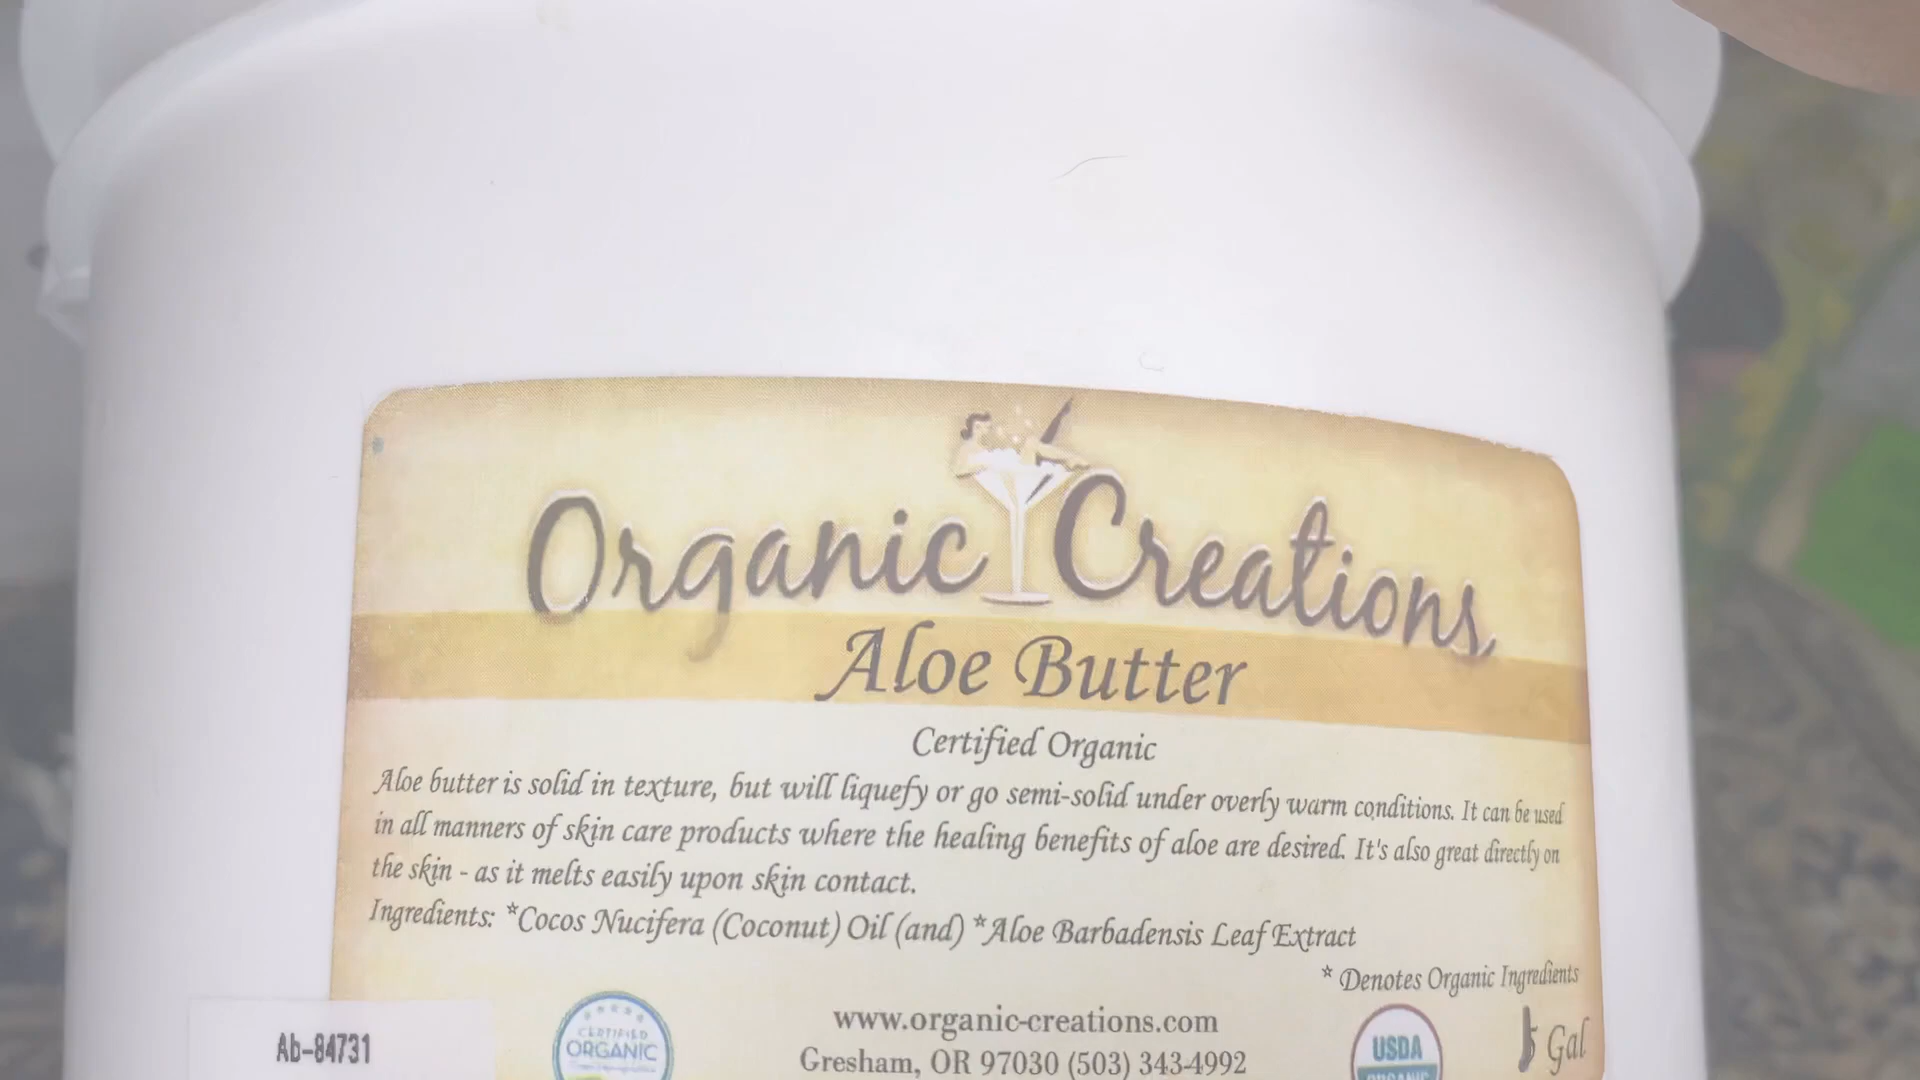 Organic Creations
Aloe Butter
Certified Organic
Aloe butter is solid in texture, but will liquefy or go semi-solid under overly warm conditions. It can be used
in all manners of skin care products where the healing benefits of aloe are desired. It's also great directly on
the skin - as it melts easily upon skin contact.
Ingredients: *Cocos Nucifera (Coconut) Oil (and) *Aloe Barbadensis Leaf Extract
* Denotes Organic Ingredients
Ab-84731
CERTIFIED
ORGANIC
www.organic-creations.com
Gresham, OR 97030 (503) 343-4992
USDA
ORGANIC
Gal